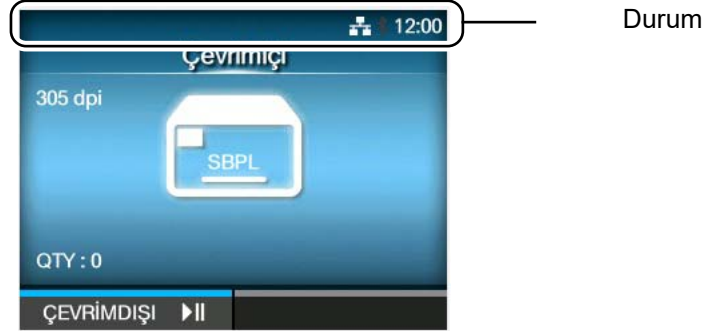 12:00
Durum
Çevrimiçi
305 dpi
SBPL
QTY : 0
ÇEVRİMDIŞI